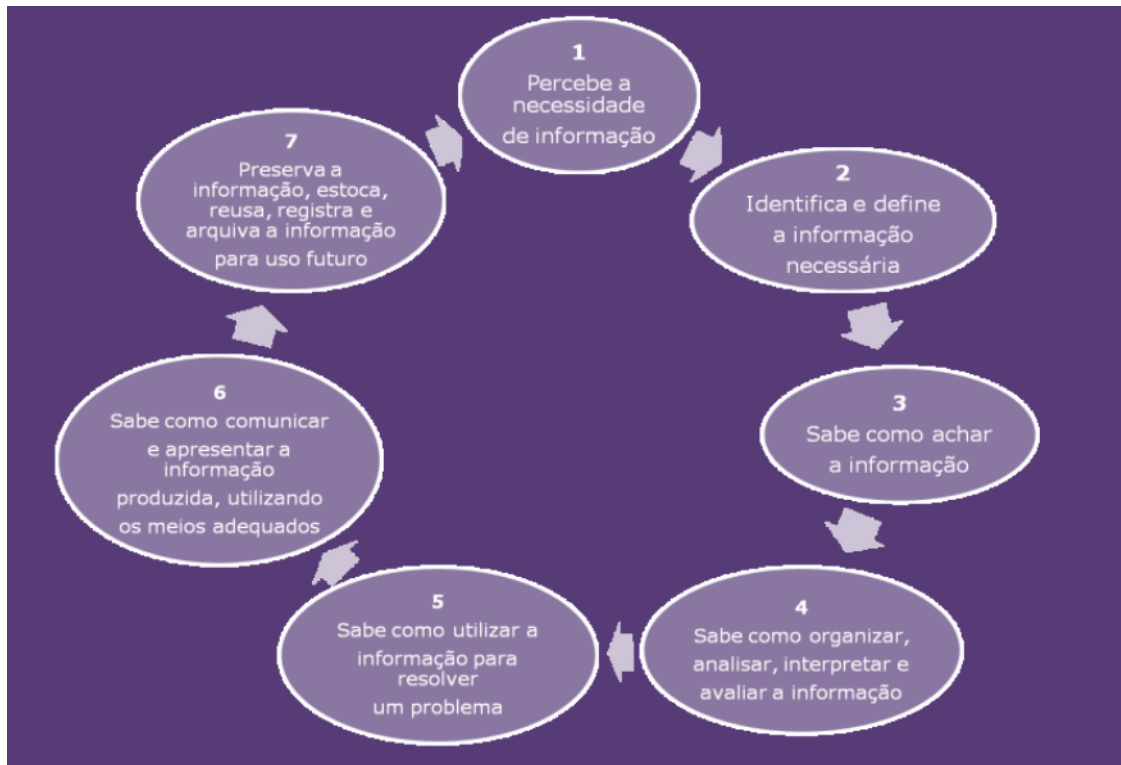 1
Percebe a
necessidade
de informação
2
Identifica e define
a informação
necessária
3
Sabe como achar
a informação
4
Sabe como organizar,
analisar, interpretar e
avaliar a informação
5
Sabe como utilizar a
informação para
resolver
um problema
6
Sabe como comunicar
e apresentar a
informação
produzida, utilizando
os meios adequados
7
Preserva a
informação, estoca,
reusa, registra e
arquiva a informação
para uso futuro